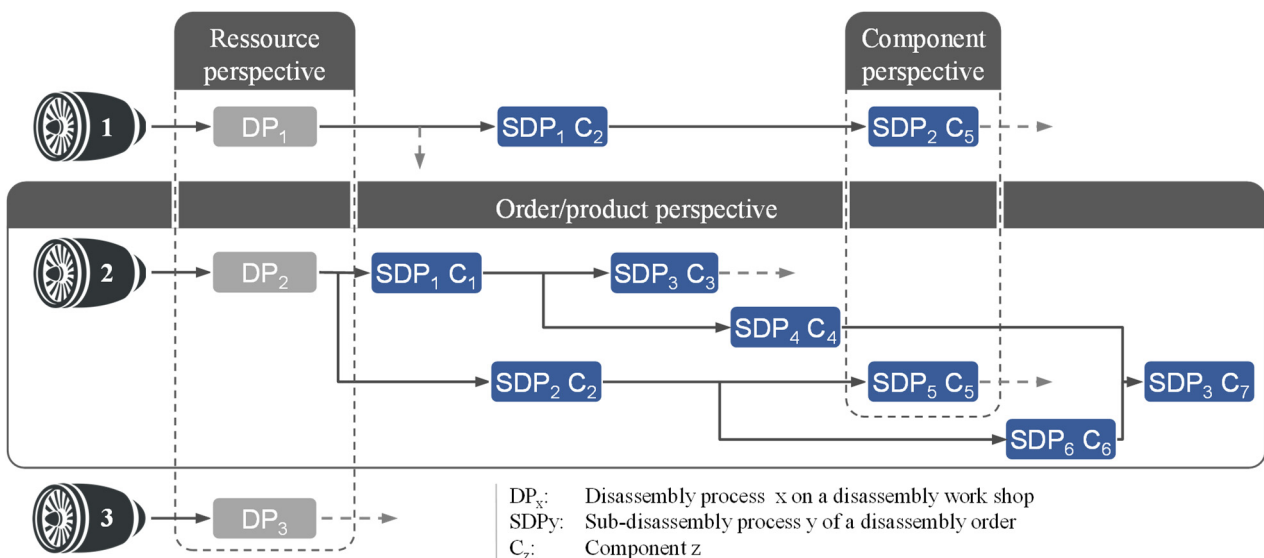 Ressource
perspective
Component
perspective
1
DP₁
SDP₁ C₂
SDP₂ C₅
Order/product perspective
2
DP₂
SDP₁ C₁
SDP₃ C₃
SDP₄ C₄
SDP₂ C₂
SDP₅ C₅
SDP₃ C₇
SDP₆ C₆
3
DP₃
DPₓ: Disassembly process x on a disassembly work shop
SDPy: Sub-disassembly process y of a disassembly order
C_z: Component z